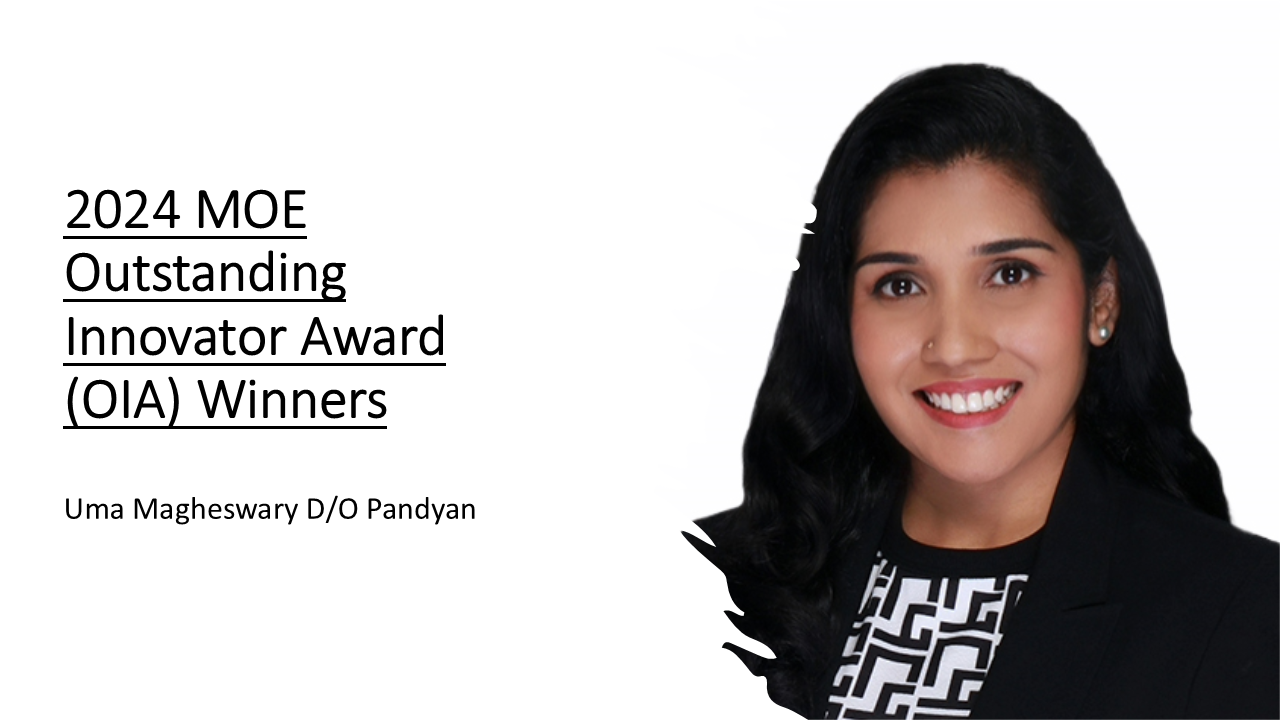 2024 MOE
Outstanding
Innovator Award
(OIA) Winners
Uma Magheswary D/O Pandyan